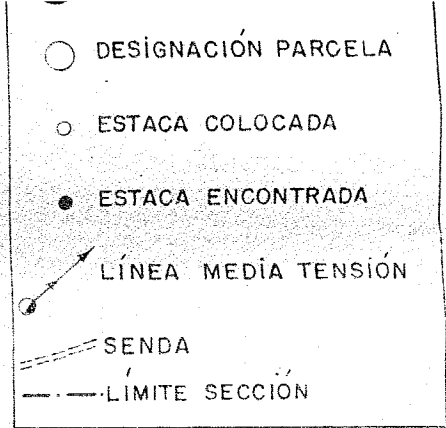 DESIGNACIÓN PARCELA
ESTACA COLOCADA
ESTACA ENCONTRADA
LÍNEA MEDIA TENSIÓN
SENDA
LÍMITE SECCIÓN